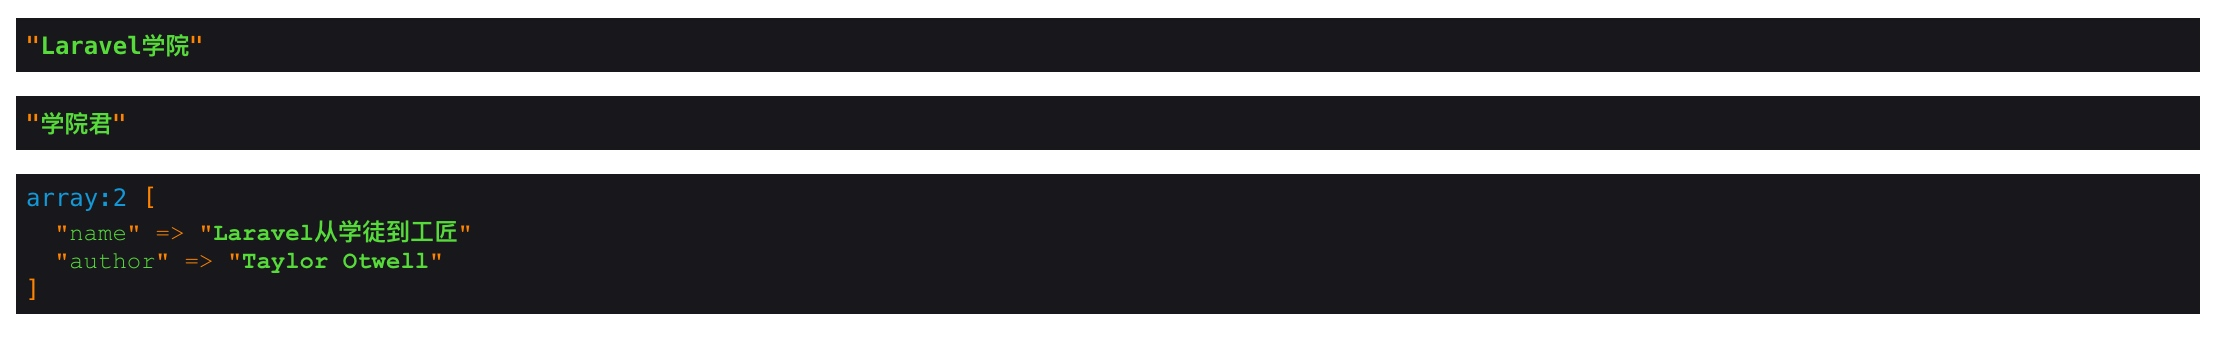 "Laravel学院"
"学院君"
array:2 [
  "name" => "Laravel从学徒到工匠"
  "author" => "Taylor Otwell"
]